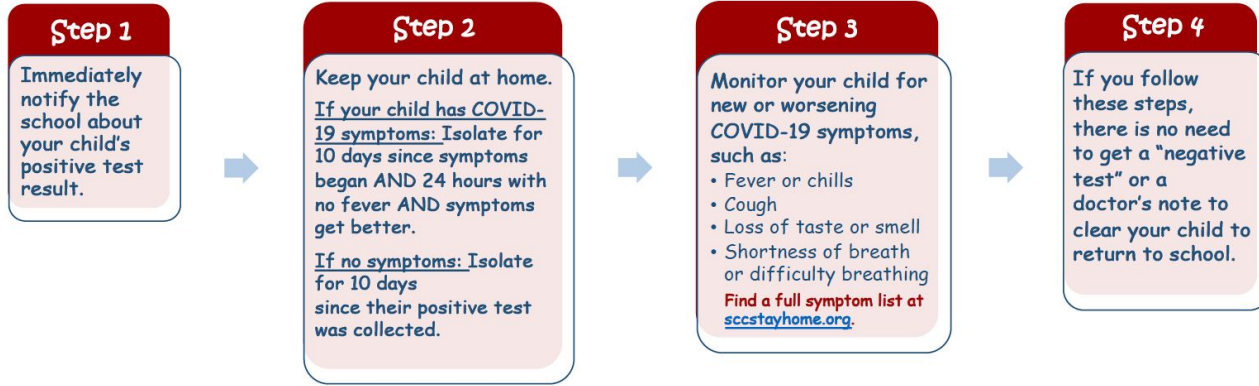 Step 1
Immediately
notify the
school about
your child's
positive test
result.
Step 2
Keep your child at home.
If your child has COVID-
19 symptoms: Isolate for
10 days since symptoms
began AND 24 hours with
no fever AND symptoms
get better.
If no symptoms: Isolate
for 10 days
since their positive test
was collected.
Step 3
Monitor your child for
new or worsening
COVID-19 symptoms,
such as:
• Fever or chills
• Cough
• Loss of taste or smell
• Shortness of breath
or difficulty breathing
Find a full symptom list at
sccstayhome.org.
Step 4
If you follow
these steps,
there is no need
to get a “negative
test” or a
doctor’s note to
clear your child to
return to school.